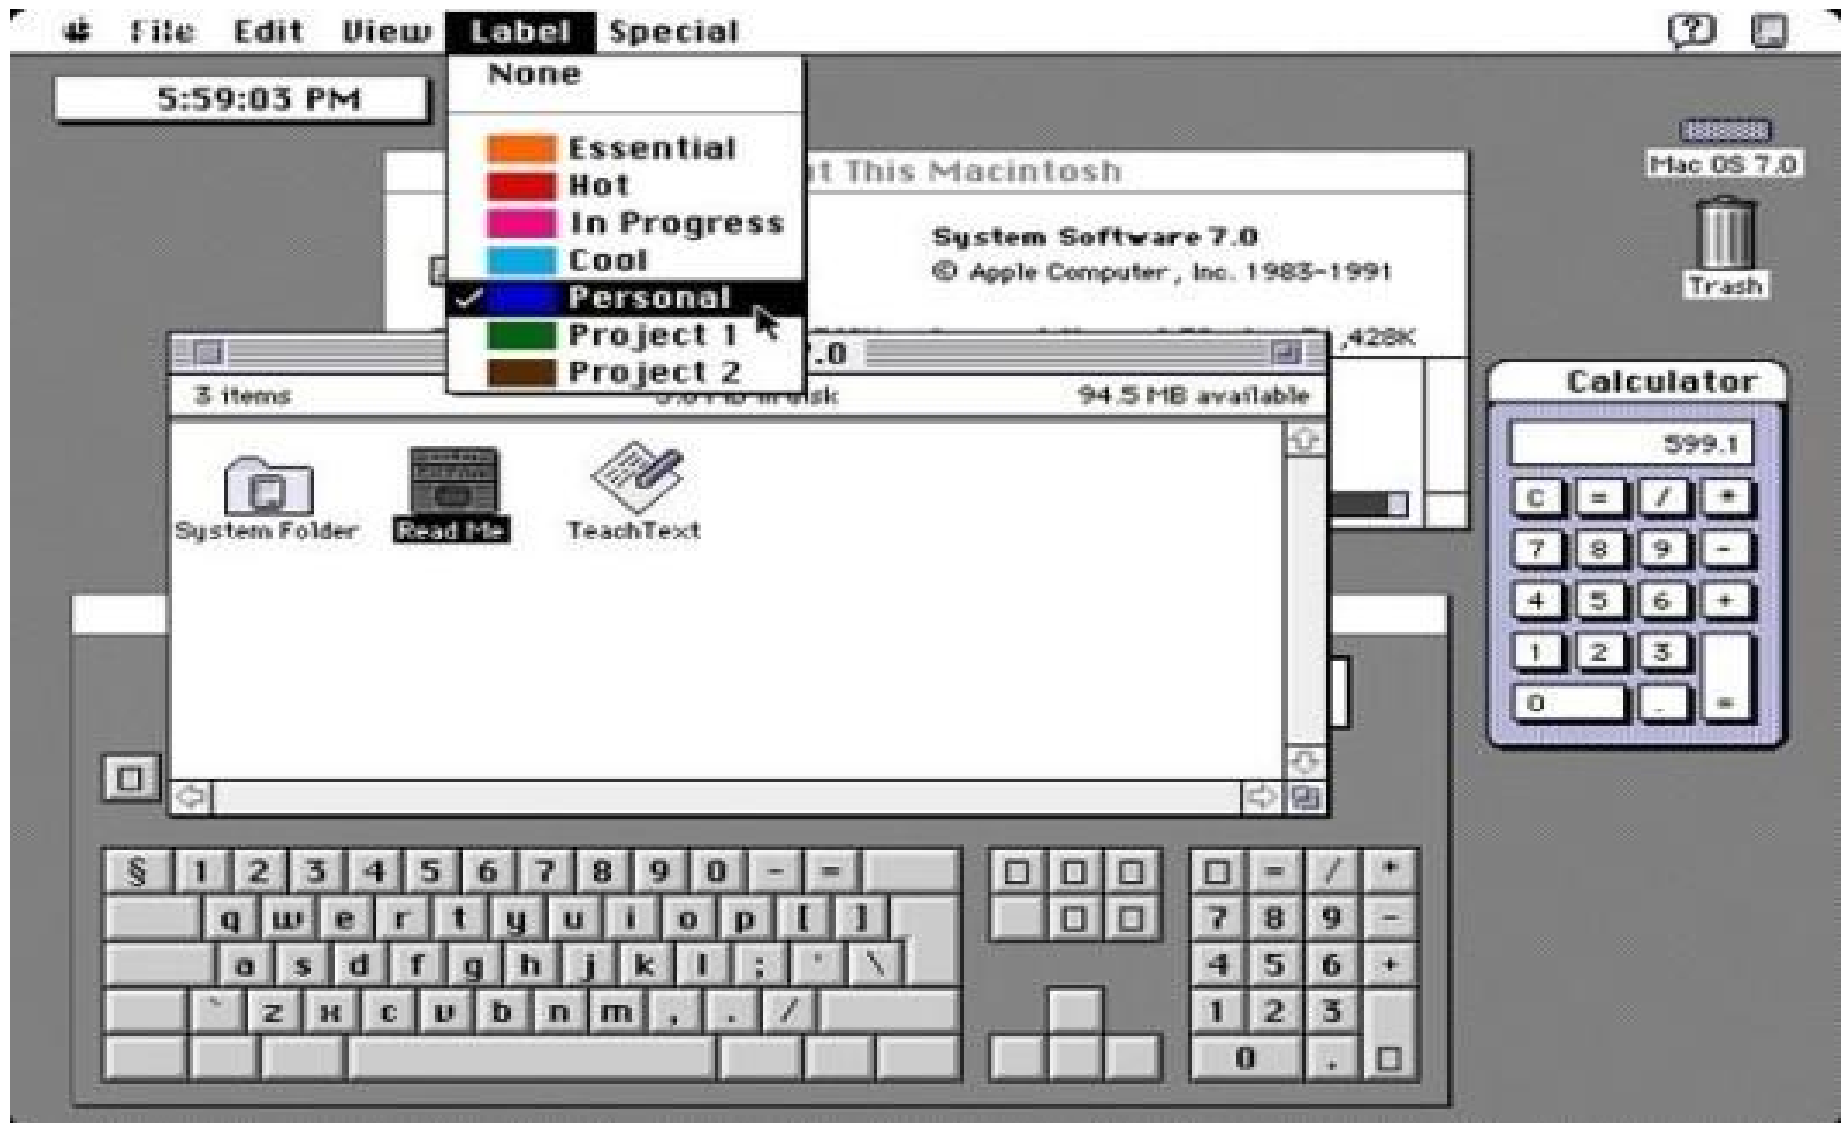 File Edit View Label Special
5:59:03 PM
None
Essential
Hot
In Progress
Cool
Personal
Project 1
Project 2
t This Macintosh
System Software 7.0
© Apple Computer, Inc. 1983-1991
,428K
Mac OS 7.0
Trash
.0
3 items
94.5 MB available
System Folder
Read Me
TeachText
Calculator
599.1
C = / *
7 8 9 -
4 5 6 +
1 2 3
0 . =
§ 1 2 3 4 5 6 7 8 9 0 - =
q w e r t y u i o p [ ]
a s d f g h j k l ; ' \
` z x c v b n m , . /
= / *
7 8 9 -
4 5 6 +
1 2 3
0 .